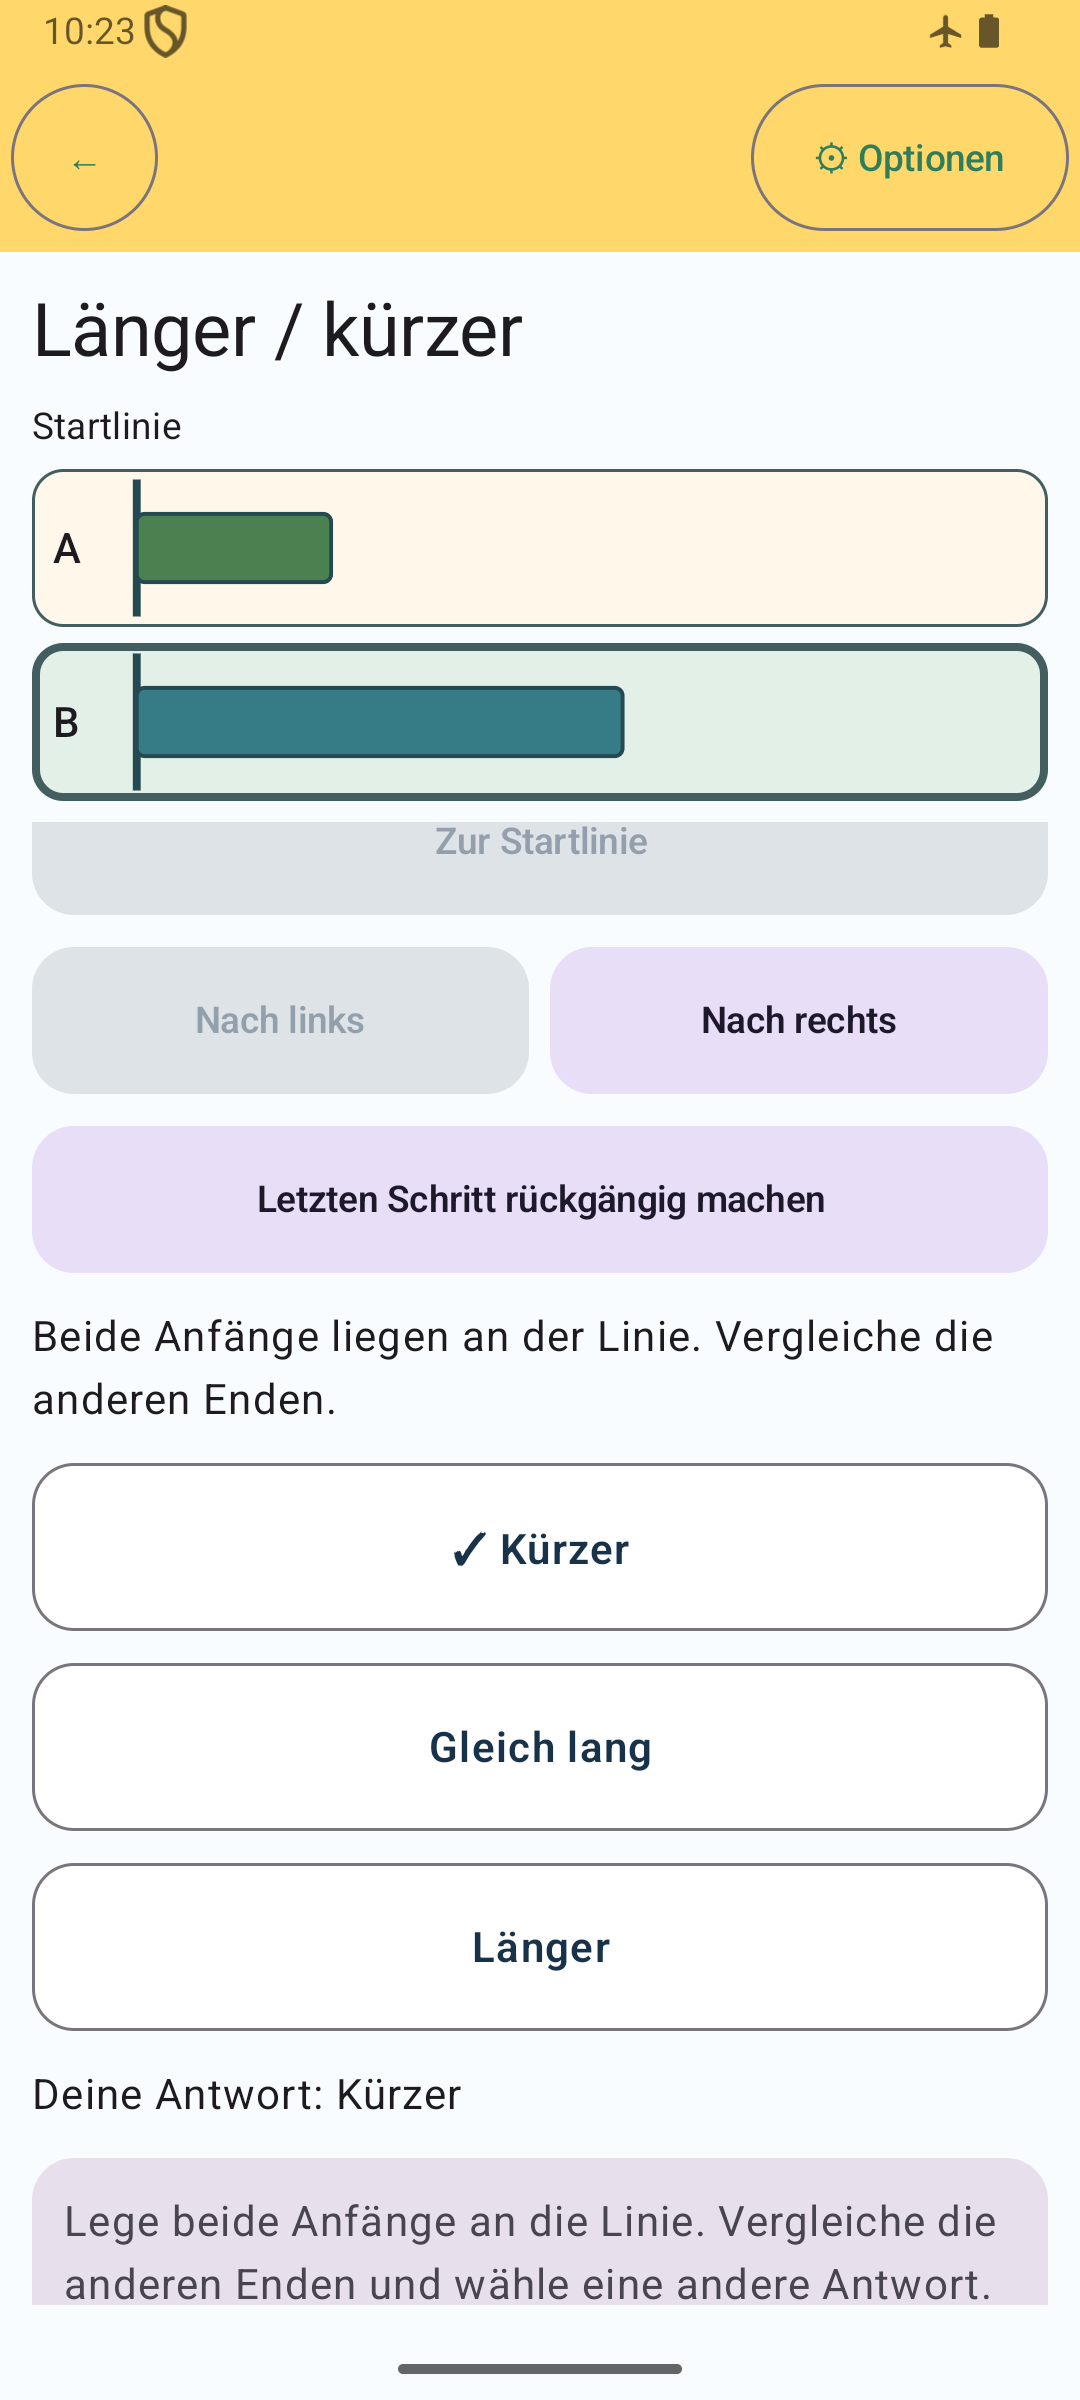 10:23
←
Optionen
Länger / kürzer
Startlinie
A
B
Zur Startlinie
Nach links
Nach rechts
Letzten Schritt rückgängig machen
Beide Anfänge liegen an der Linie. Vergleiche die
anderen Enden.
✓ Kürzer
Gleich lang
Länger
Deine Antwort: Kürzer
Lege beide Anfänge an die Linie. Vergleiche die
anderen Enden und wähle eine andere Antwort.